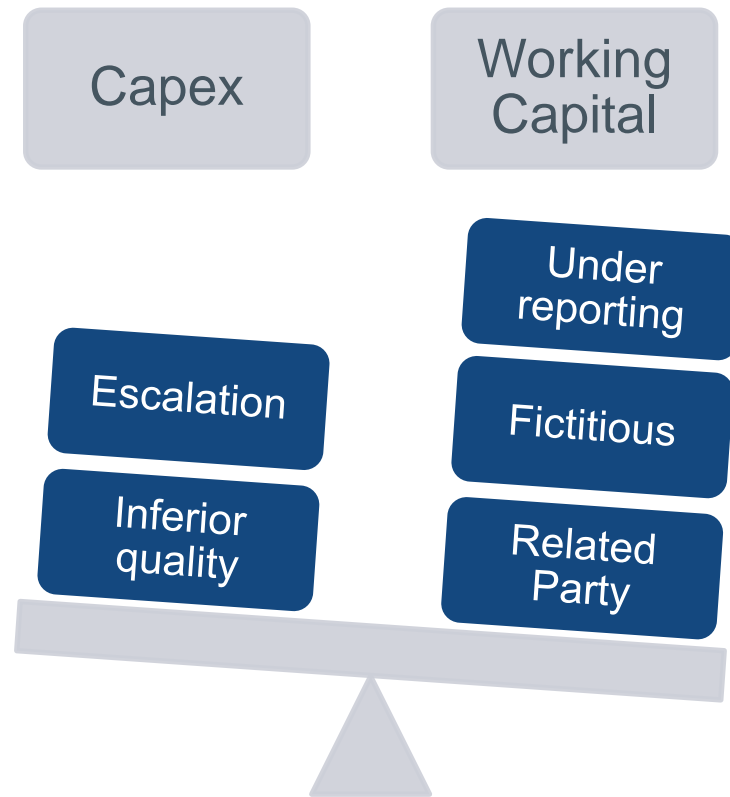 Capex
Working
Capital
Under
reporting
Escalation
Fictitious
Inferior
quality
Related
Party